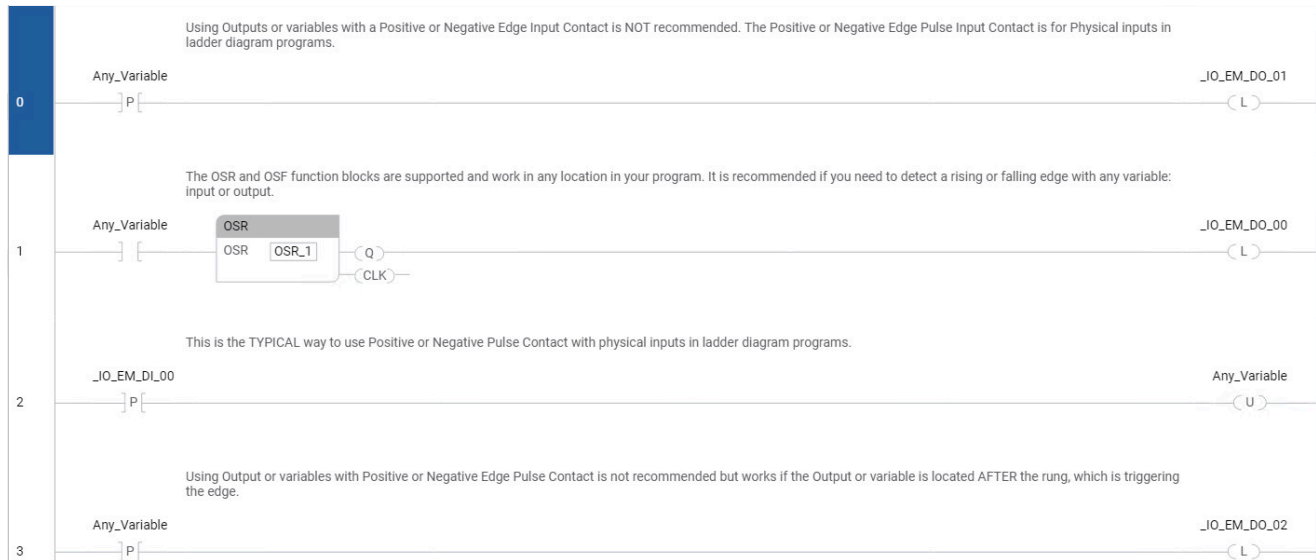 Using Outputs or variables with a Positive or Negative Edge Input Contact is NOT recommended. The Positive or Negative Edge Pulse Input Contact is for Physical inputs in
ladder diagram programs.
Any_Variable
_IO_EM_DO_01
0
P
L
The OSR and OSF function blocks are supported and work in any location in your program. It is recommended if you need to detect a rising or falling edge with any variable:
input or output.
Any_Variable
OSR
_IO_EM_DO_00
1
OSR
OSR_1
Q
L
CLK
This is the TYPICAL way to use Positive or Negative Pulse Contact with physical inputs in ladder diagram programs.
_IO_EM_DI_00
Any_Variable
2
P
U
Using Output or variables with Positive or Negative Edge Pulse Contact is not recommended but works if the Output or variable is located AFTER the rung, which is triggering
the edge.
Any_Variable
_IO_EM_DO_02
3
P
L